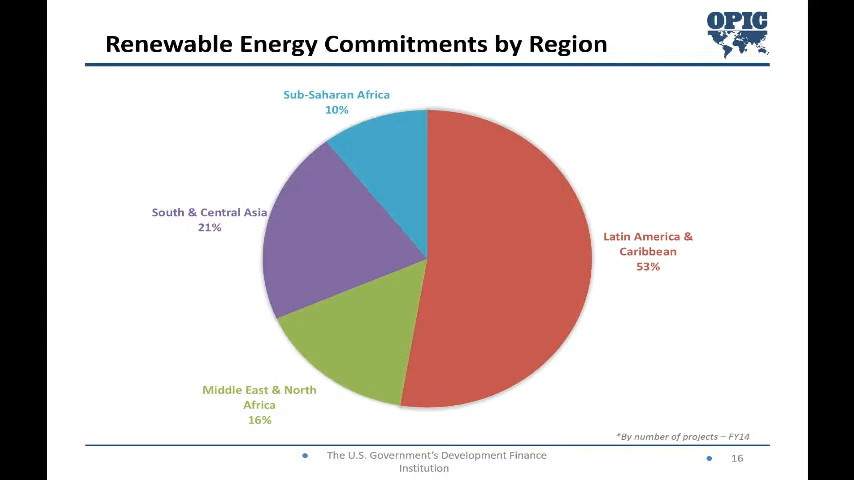 OPIC
Renewable Energy Commitments by Region
Sub-Saharan Africa
10%
South & Central Asia
21%
Latin America &
Caribbean
53%
Middle East & North
Africa
16%
*By number of projects – FY14
• The U.S. Government's Development Finance
Institution
• 16